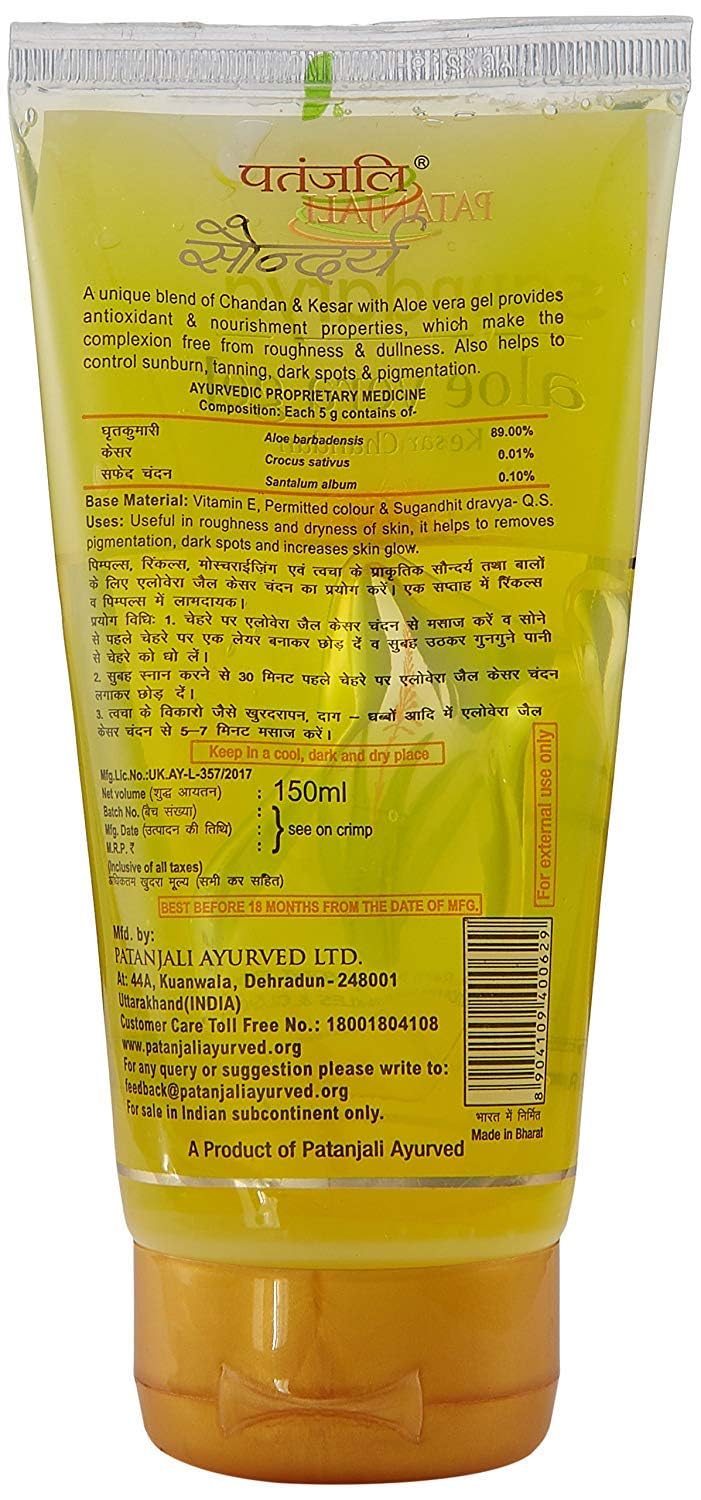 पतंजलि®
PATANJALI
सौन्दर्य
saundarya
A unique blend of Chandan & Kesar with Aloe vera gel provides
antioxidant & nourishment properties, which make the
complexion free from roughness & dullness. Also helps to
control sunburn, tanning, dark spots & pigmentation.
aloe vera gel
Kesar Chandan
AYURVEDIC PROPRIETARY MEDICINE
Composition: Each 5 g contains of-
घृतकुमारी Aloe barbadensis 89.00%
केसर Crocus sativus 0.01%
सफेद चंदन Santalum album 0.10%
Base Material: Vitamin E, Permitted colour & Sugandhit dravya- Q.S.
Uses: Useful in roughness and dryness of skin, it helps to removes
pigmentation, dark spots and increases skin glow.
पिम्पल्स, रिंकल्स, मोस्चराईज़िंग एवं त्वचा के प्राकृतिक सौन्दर्य तथा बालों
के लिए एलोवेरा जैल केसर चंदन का प्रयोग करें। एक सप्ताह में रिंकल्स
व पिम्पल्स में लाभदायक।
प्रयोग विधिः 1. चेहरे पर एलोवेरा जैल केसर चंदन से मसाज करें व सोने
से पहले चेहरे पर एक लेयर बनाकर छोड़ दें व सुबह उठकर गुनगुने पानी
से चेहरे को धो लें।
2. सुबह स्नान करने से 30 मिनट पहले चेहरे पर एलोवेरा जैल केसर चंदन
लगाकर छोड़ दें।
3. त्वचा के विकारो जैसे खुरदरापन, दाग – धब्बों आदि में एलोवेरा जैल
केसर चंदन से 5–7 मिनट मसाज करें।
Keep in a cool, dark and dry place
Mfg.Lic.No.:UK.AY-L-357/2017
Net volume (शुद्ध आयतन) : 150ml
Batch No. (बैच संख्या) :
Mfg. Date (उत्पादन की तिथि) : } see on crimp
M.R.P. ₹ :
(Inclusive of all taxes)
अधिकतम खुदरा मूल्य (सभी कर सहित)
For external use only
BEST BEFORE 18 MONTHS FROM THE DATE OF MFG.
Mfd. by:
PATANJALI AYURVED LTD.
At: 44A, Kuanwala, Dehradun-248001
Uttarakhand(INDIA)
Customer Care Toll Free No.: 18001804108
www.patanjaliayurved.org
For any query or suggestion please write to:
feedback@patanjaliayurved.org
For sale in Indian subcontinent only.
8904109400629
भारत में निर्मित
Made in Bharat
A Product of Patanjali Ayurved